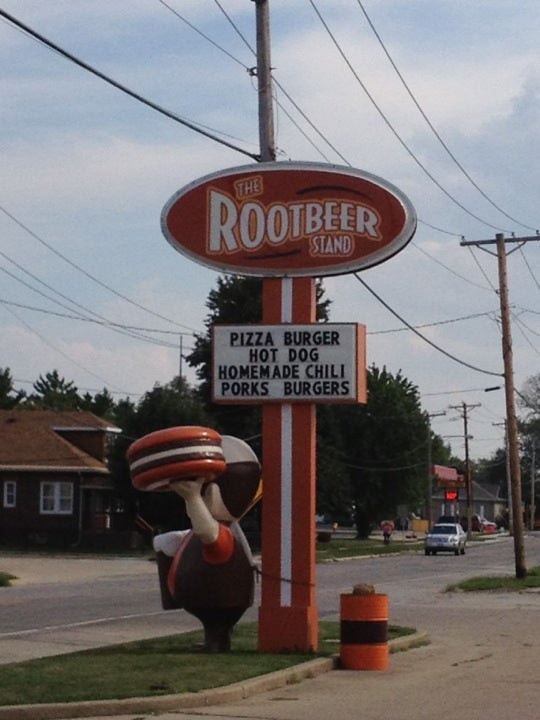 THE
ROOTBEER
STAND
PIZZA BURGER
HOT DOG
HOMEMADE CHILI
PORKS BURGERS